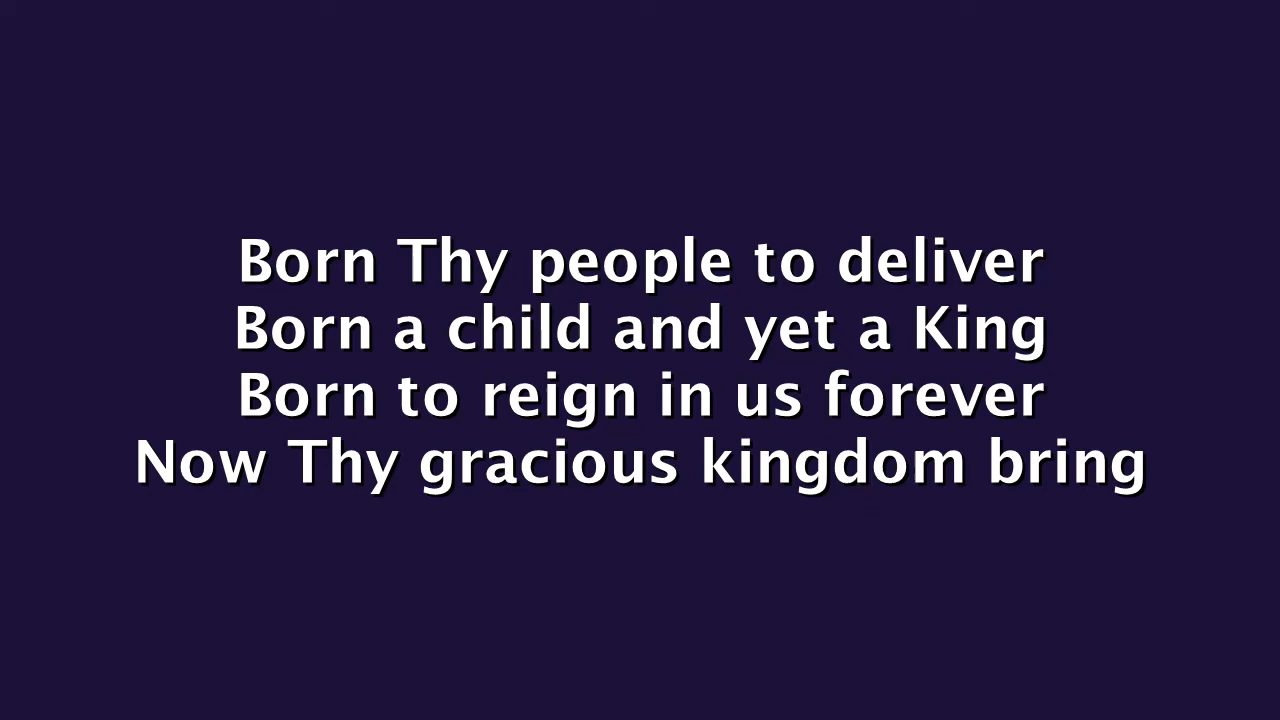 Born Thy people to deliver
Born a child and yet a King
Born to reign in us forever
Now Thy gracious kingdom bring